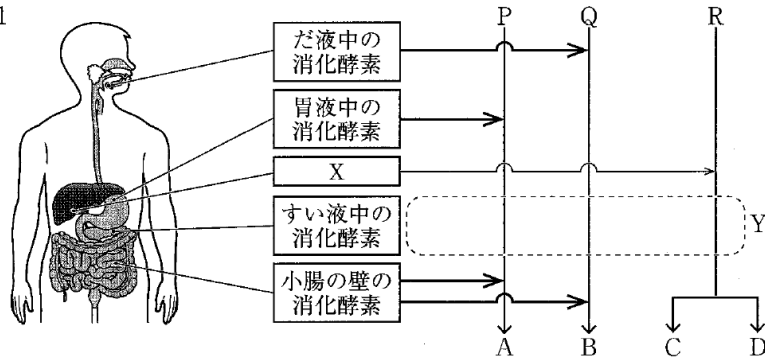 1
P Q R
だ液中の
消化酵素
胃液中の
消化酵素
X
すい液中の
消化酵素
Y
小腸の壁の
消化酵素
A B C D